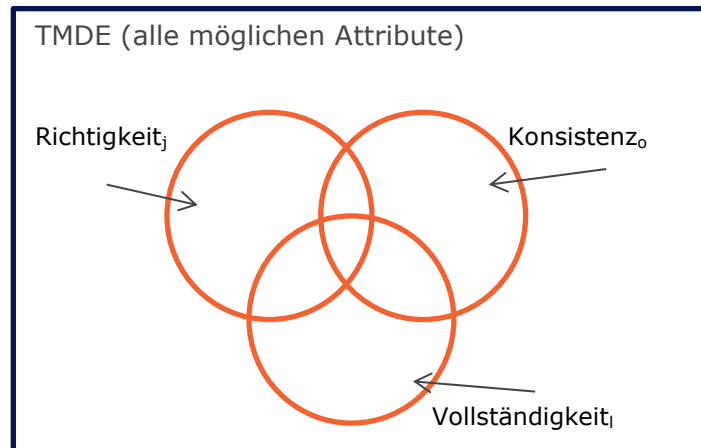 TMDE (alle möglichen Attribute)
Richtigkeitⱼ
Konsistenzₒ
Vollständigkeitₗ